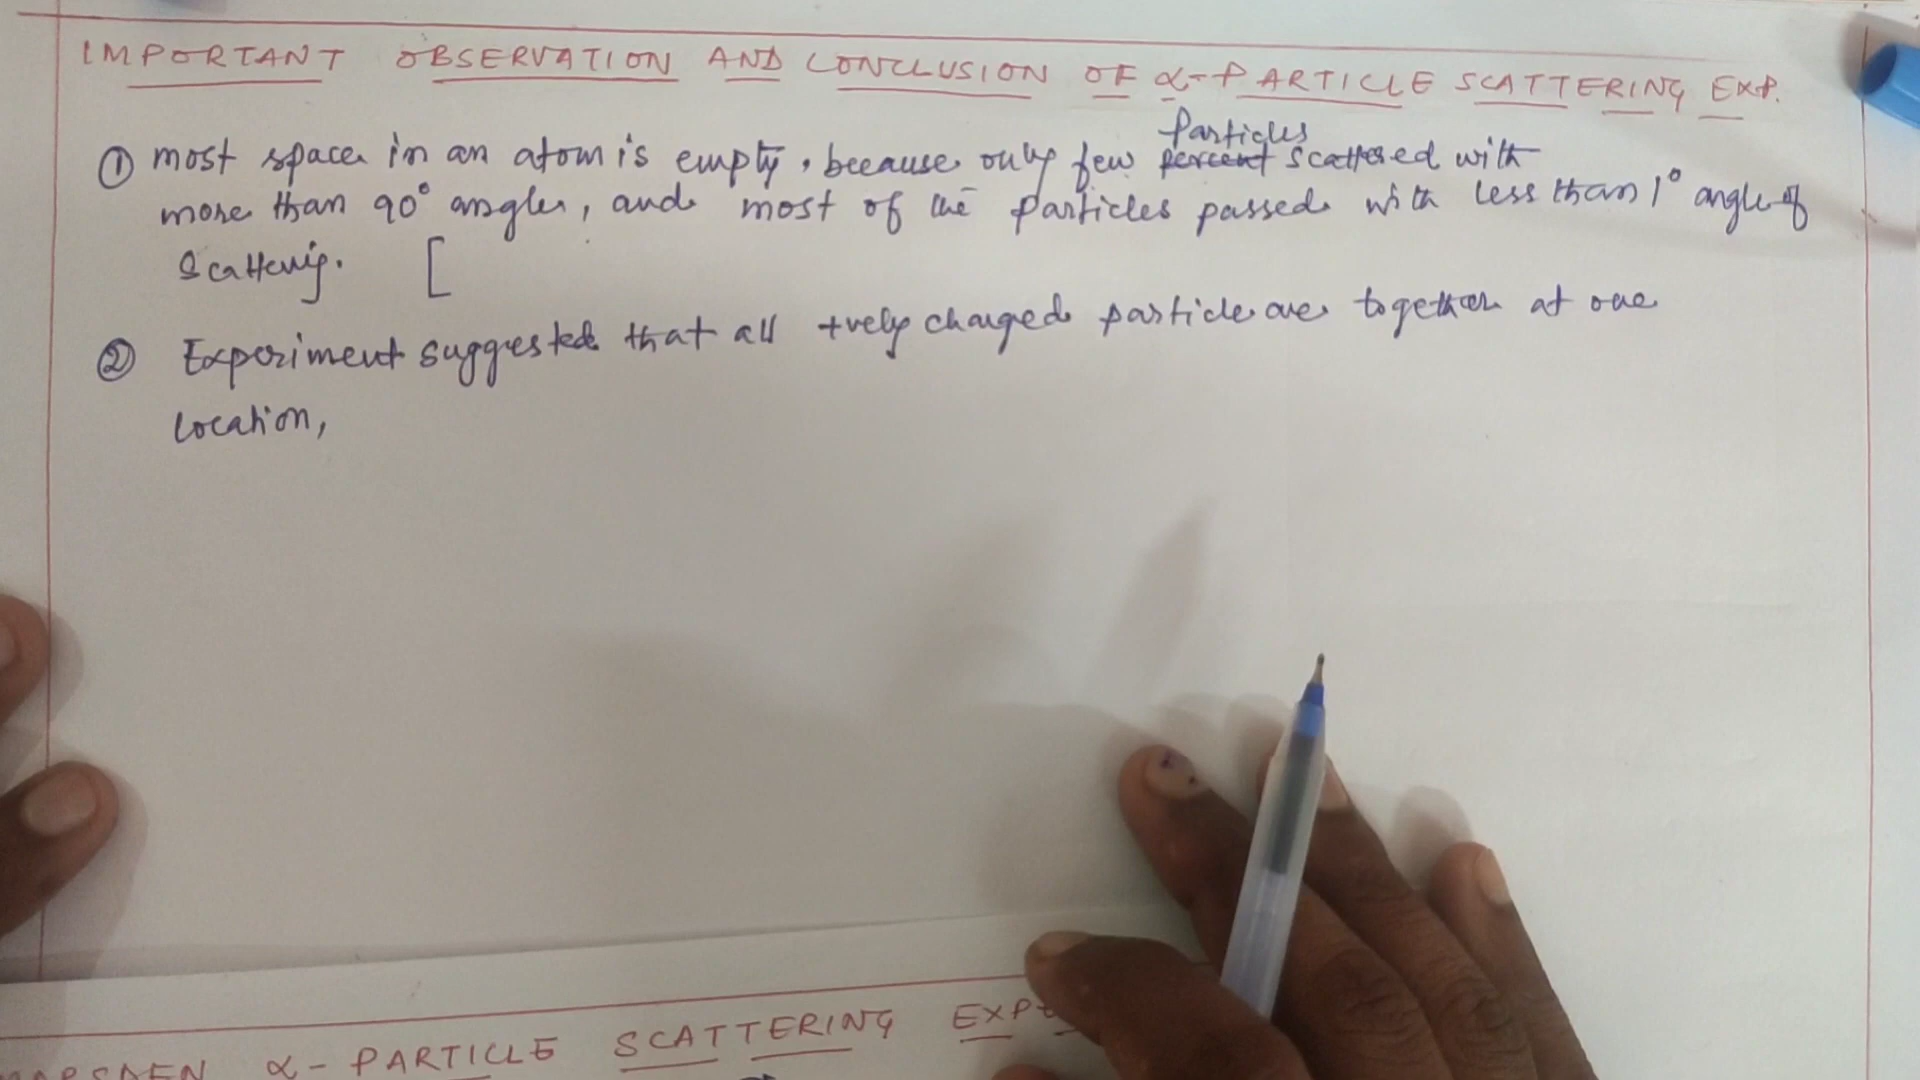 IMPORTANT OBSERVATION AND CONCLUSION OF α-PARTICLE SCATTERING EXP.
① most space in an atom is empty, because only few percent particles scattered with
more than 90° angles, and most of the particles passed with less than 1° angle of
Scattering. [
② Experiment suggested that all +vely charged particle are together at one
location,
α- PARTICLE SCATTERING